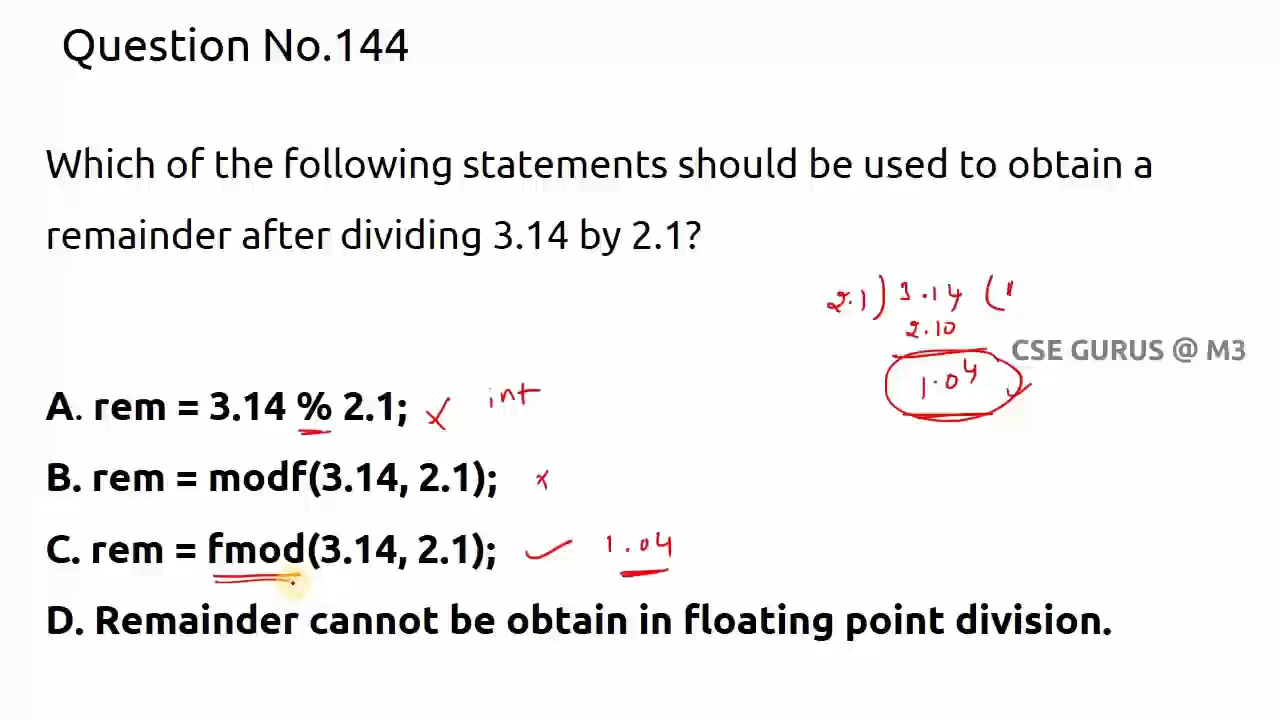 Question No.144
Which of the following statements should be used to obtain a
remainder after dividing 3.14 by 2.1?
2.1) 3.14 (1
2.10
CSE GURUS @ M3
1.04
A. rem = 3.14 % 2.1; x int
B. rem = modf(3.14, 2.1); x
C. rem = fmod(3.14, 2.1); ✓ 1.04
D. Remainder cannot be obtain in floating point division.